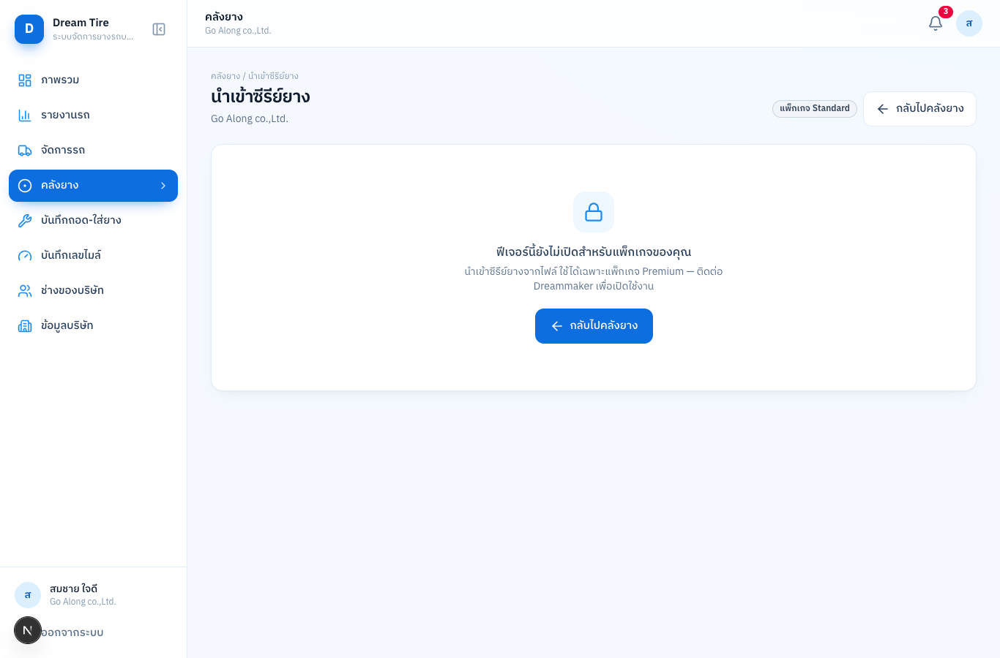 D
Dream Tire
ระบบจัดการยางรถบ...
ภาพรวม
รายงานรถ
จัดการรถ
คลังยาง
บันทึกถอด-ใส่ยาง
บันทึกเลขไมล์
ช่างของบริษัท
ข้อมูลบริษัท
ส
สมชาย ใจดี
Go Along co.,Ltd.
N
ออกจากระบบ
คลังยาง
Go Along co.,Ltd.
3
ส
คลังยาง / นำเข้าซีรีย์ยาง
นำเข้าซีรีย์ยาง
Go Along co.,Ltd.
แพ็กเกจ Standard
กลับไปคลังยาง
ฟีเจอร์นี้ยังไม่เปิดสำหรับแพ็กเกจของคุณ
นำเข้าซีรีย์ยางจากไฟล์ ใช้ได้เฉพาะแพ็กเกจ Premium — ติดต่อ
Dreammaker เพื่อเปิดใช้งาน
กลับไปคลังยาง